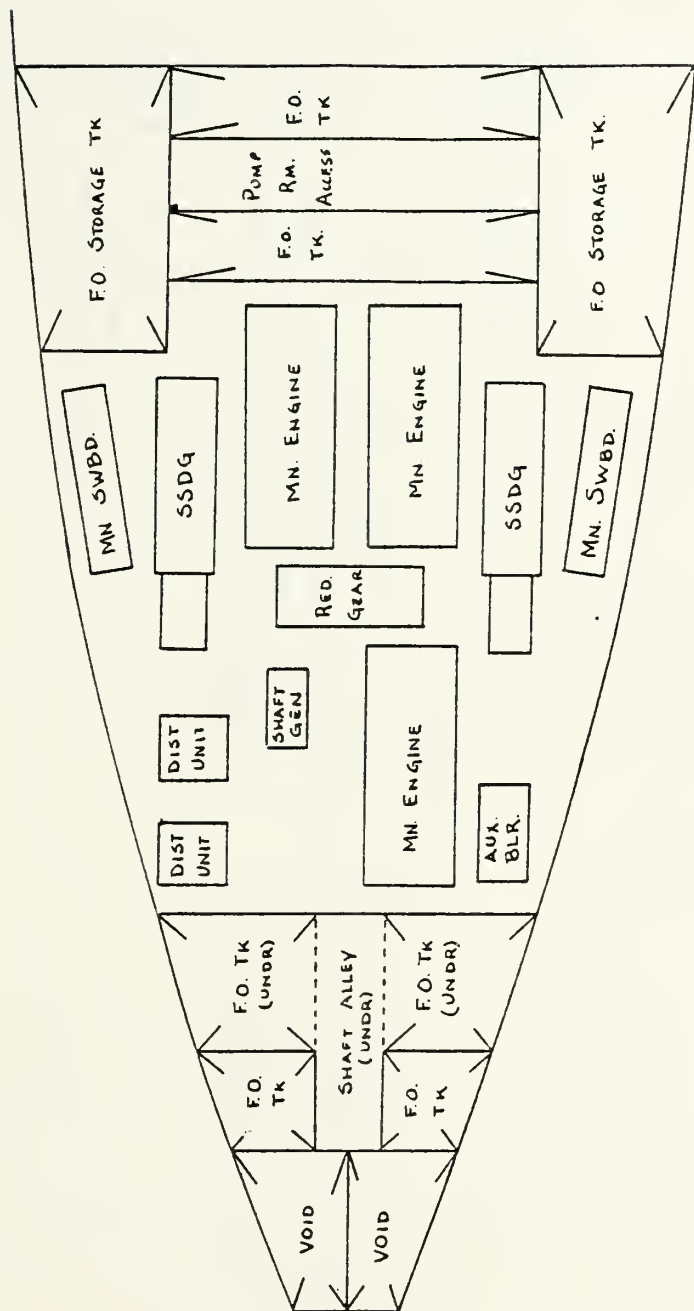 F.O. STORAGE TK
MN SWBD.
DIST
UNIT
DIST
UNIT
SSDG
F.O. TK
(UNDR)
F.O.
TK
VOID
SHAFT
GEN
MN. ENGINE
F.O.
TK.
PUMP
RM.
ACCESS
F.O.
TK
RED.
GEAR
SHAFT ALLEY
(UNDR)
VOID
F.O.
TK
F.O. TK
(UNDR)
MN. ENGINE
MN. ENGINE
AUX.
BLR.
SSDG
MN. SWBD.
F.O STORAGE TK.